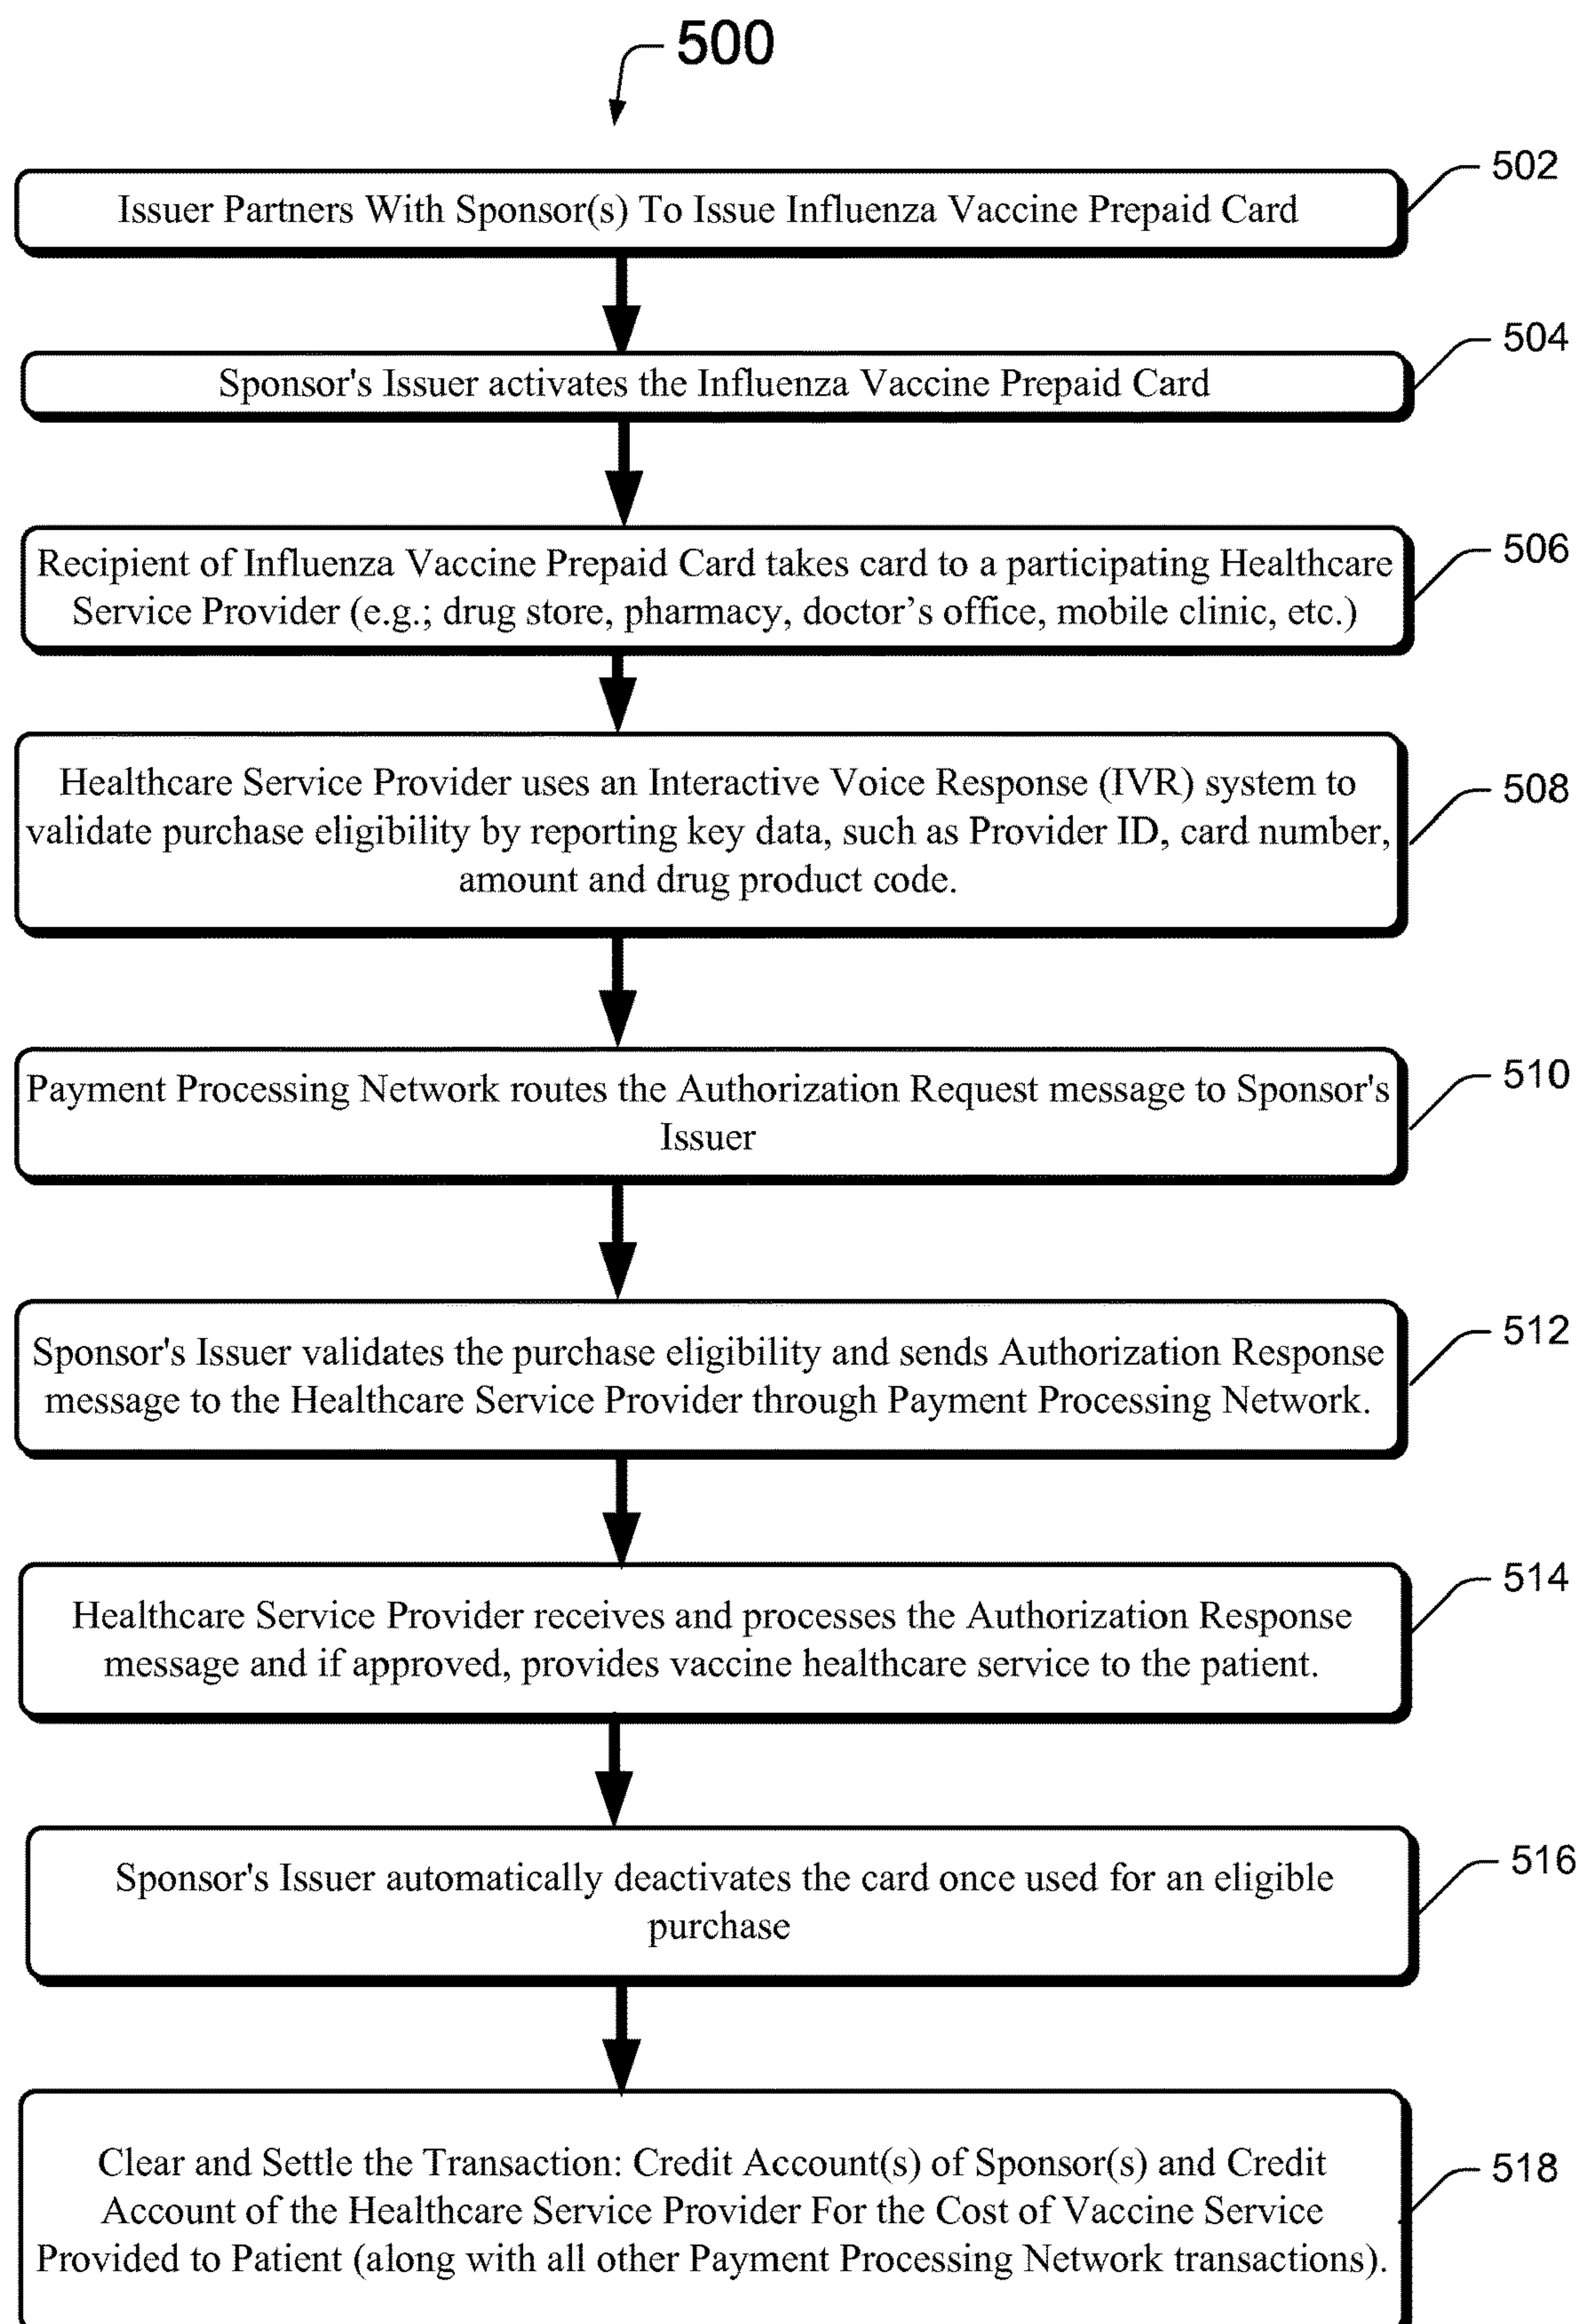 500
502
Issuer Partners With Sponsor(s) To Issue Influenza Vaccine Prepaid Card
504
Sponsor's Issuer activates the Influenza Vaccine Prepaid Card
506
Recipient of Influenza Vaccine Prepaid Card takes card to a participating Healthcare
Service Provider (e.g.; drug store, pharmacy, doctor’s office, mobile clinic, etc.)
508
Healthcare Service Provider uses an Interactive Voice Response (IVR) system to
validate purchase eligibility by reporting key data, such as Provider ID, card number,
amount and drug product code.
510
Payment Processing Network routes the Authorization Request message to Sponsor's
Issuer
512
Sponsor's Issuer validates the purchase eligibility and sends Authorization Response
message to the Healthcare Service Provider through Payment Processing Network.
514
Healthcare Service Provider receives and processes the Authorization Response
message and if approved, provides vaccine healthcare service to the patient.
516
Sponsor's Issuer automatically deactivates the card once used for an eligible
purchase
518
Clear and Settle the Transaction: Credit Account(s) of Sponsor(s) and Credit
Account of the Healthcare Service Provider For the Cost of Vaccine Service
Provided to Patient (along with all other Payment Processing Network transactions).